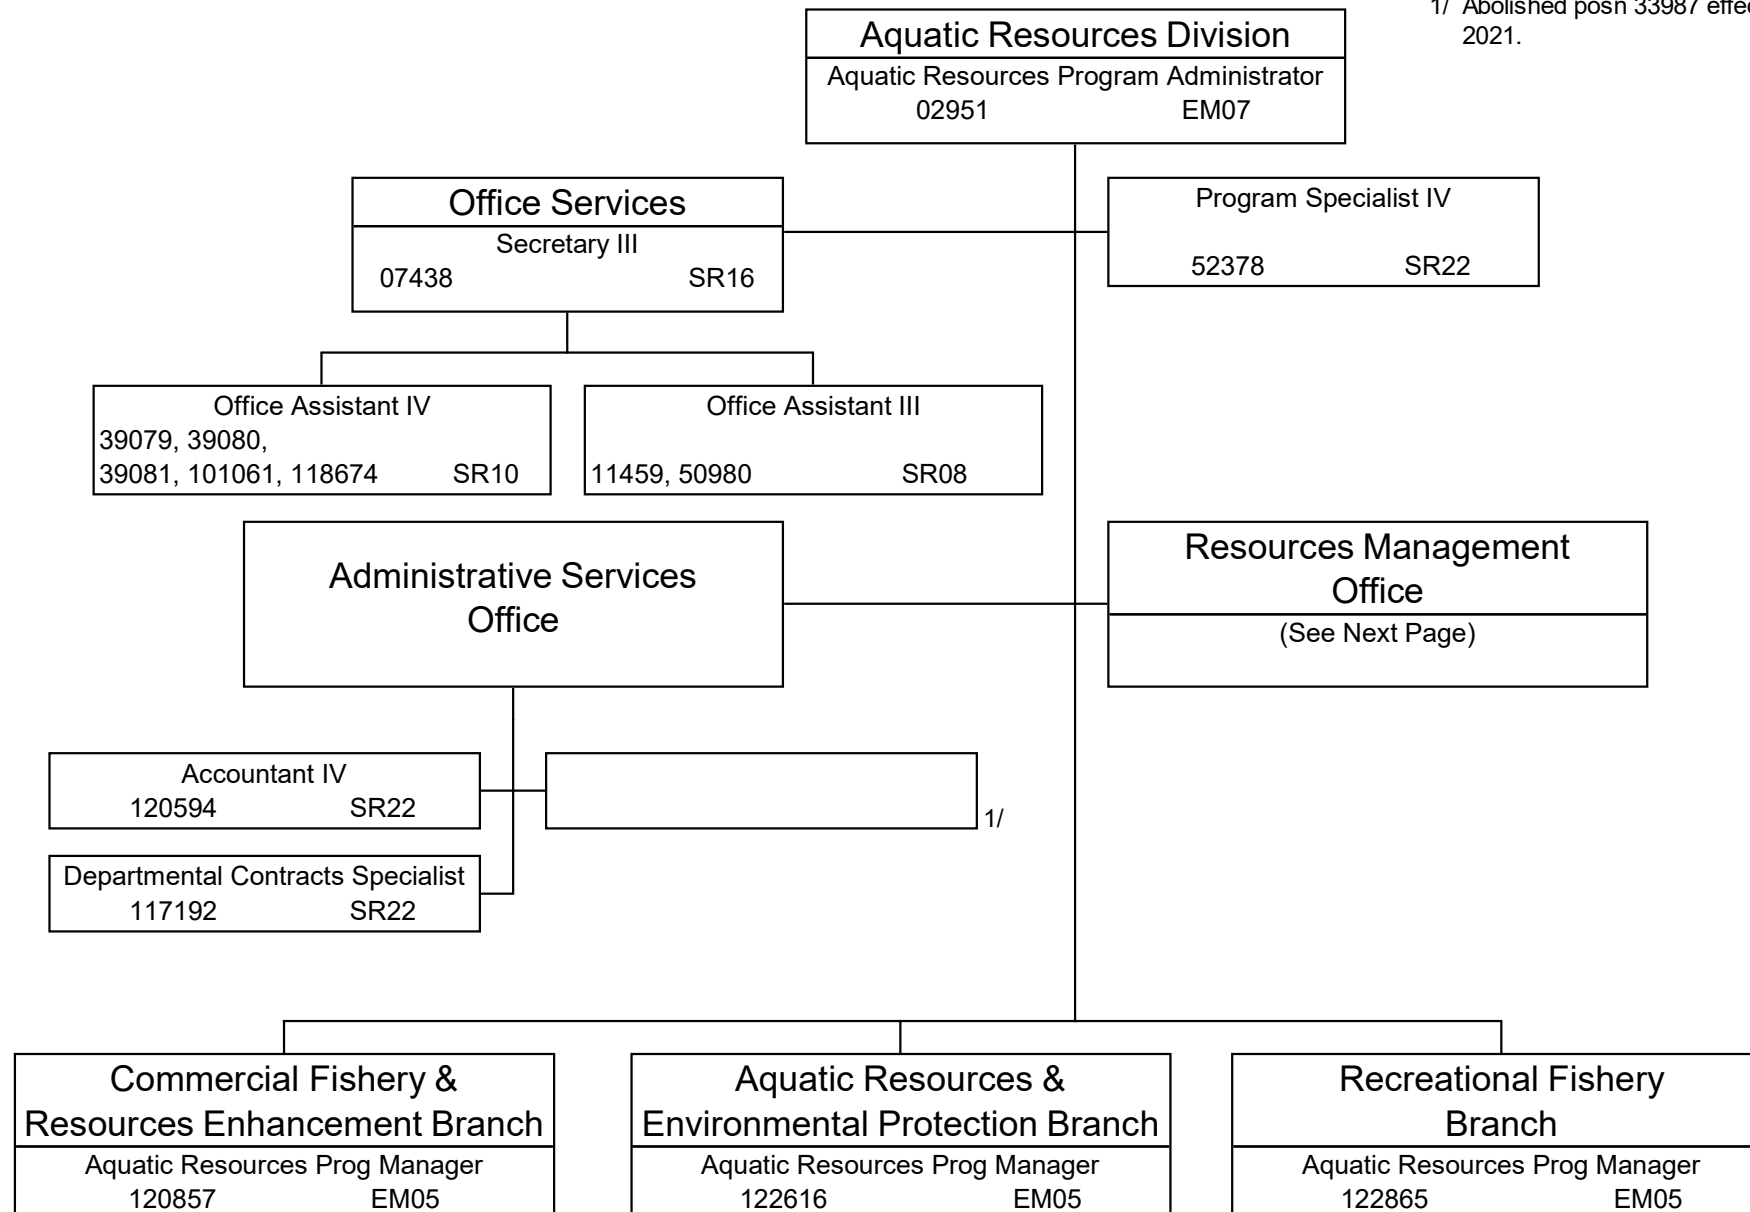 1/ Abolished posn 33987
2021.
Aquatic Resources Division
Aquatic Resources Program Administrator
02951 EM07
Office Services
Secretary III
07438 SR16
Program Specialist IV
52378 SR22
Office Assistant IV
39079, 39080,
39081, 101061, 118674 SR10
Office Assistant III
11459, 50980 SR08
Administrative Services
Office
Resources Management
Office
(See Next Page)
Accountant IV
120594 SR22
1/
Departmental Contracts Specialist
117192 SR22
Commercial Fishery &
Resources Enhancement Branch
Aquatic Resources Prog Manager
120857 EM05
Aquatic Resources &
Environmental Protection Branch
Aquatic Resources Prog Manager
122616 EM05
Recreational Fishery
Branch
Aquatic Resources Prog Manager
122865 EM05